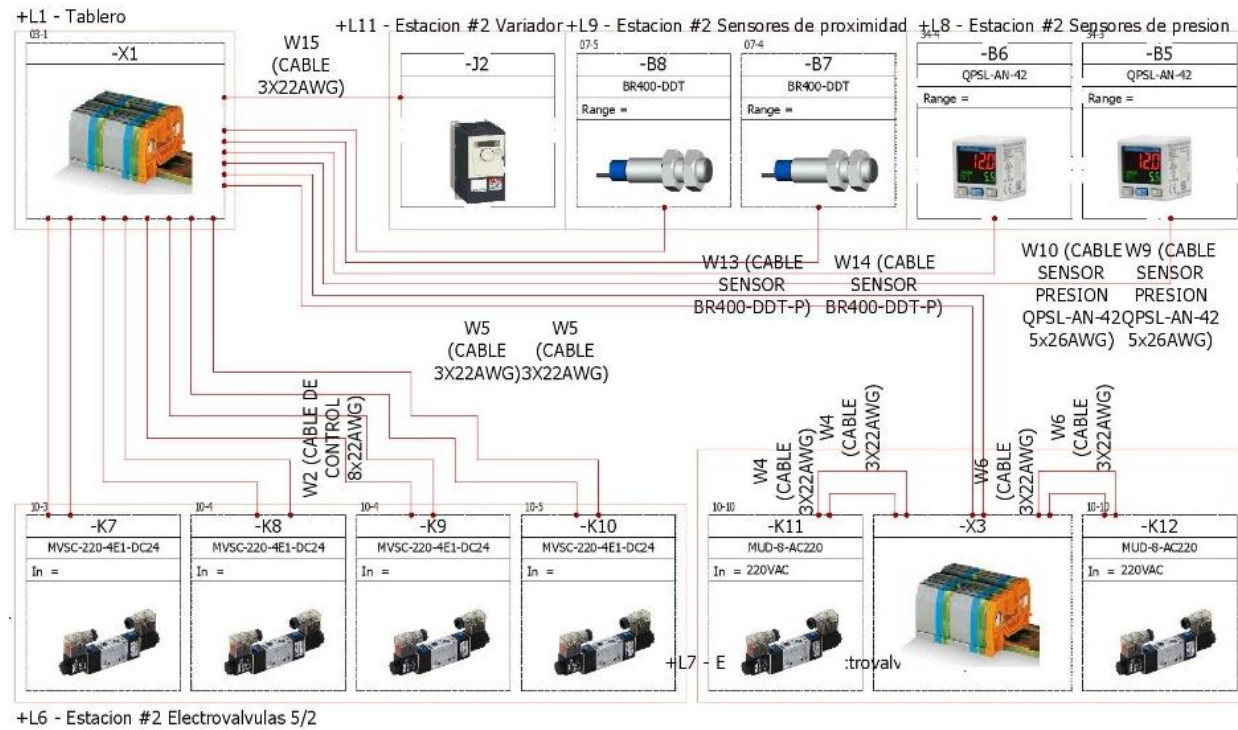 +L1 - Tablero
+L11 - Estacion #2 Variador
+L9 - Estacion #2 Sensores de proximidad
+L8 - Estacion #2 Sensores de presion
03-1
-X1
W15
(CABLE
3X22AWG)
-J2
07-5
-B8
BR400-DDT
Range =
07-4
-B7
BR400-DDT
Range =
34-4
-B6
QPSL-AN-42
Range =
34-3
-B5
QPSL-AN-42
Range =
W13 (CABLE
SENSOR
BR400-DDT-P)
W14 (CABLE
SENSOR
BR400-DDT-P)
W10 (CABLE
SENSOR
PRESION
QPSL-AN-42
5x26AWG)
W9 (CABLE
SENSOR
PRESION
QPSL-AN-42
5x26AWG)
W5
(CABLE
3X22AWG)
W5
(CABLE
3X22AWG)
W2 (CABLE DE
CONTROL
8x22AWG)
W4
(CABLE
3X22AWG)
W4
(CABLE
3X22AWG)
W6
(CABLE
3X22AWG)
W6
(CABLE
3X22AWG)
10-3
-K7
MVSC-220-4E1-DC24
In =
10-4
-K8
MVSC-220-4E1-DC24
In =
10-4
-K9
MVSC-220-4E1-DC24
In =
10-5
-K10
MVSC-220-4E1-DC24
In =
10-10
-K11
MUD-8-AC220
In = 220VAC
-X3
10-10
-K12
MUD-8-AC220
In = 220VAC
+L7 - E
trovalv
+L6 - Estacion #2 Electrovalvulas 5/2